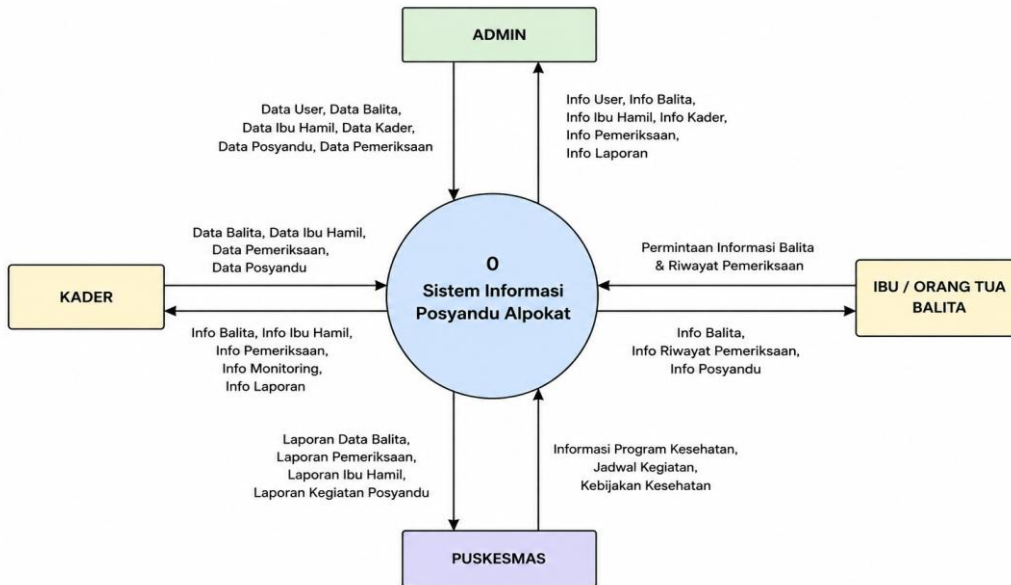 ADMIN
Data User, Data Balita,
Data Ibu Hamil, Data Kader,
Data Posyandu, Data Pemeriksaan
Info User, Info Balita,
Info Ibu Hamil, Info Kader,
Info Pemeriksaan,
Info Laporan
Data Balita, Data Ibu Hamil,
Data Pemeriksaan,
Data Posyandu
KADER
Info Balita, Info Ibu Hamil,
Info Pemeriksaan,
Info Monitoring,
Info Laporan
0
Sistem Informasi
Posyandu Alpokat
Permintaan Informasi Balita
& Riwayat Pemeriksaan
IBU / ORANG TUA
BALITA
Info Balita,
Info Riwayat Pemeriksaan,
Info Posyandu
Laporan Data Balita,
Laporan Pemeriksaan,
Laporan Ibu Hamil,
Laporan Kegiatan Posyandu
Informasi Program Kesehatan,
Jadwal Kegiatan,
Kebijakan Kesehatan
PUSKESMAS